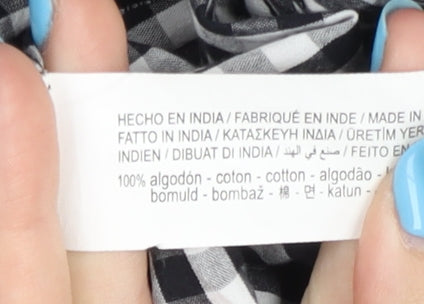 HECHO EN INDIA / FABRIQUÉ EN INDE / MADE IN
FATTO IN INDIA / ΚΑΤΑΣΚΕΥΗ ΙΝΔΙΑ / ÜRETİM YER
INDIEN / DIBUAT DI INDIA / صنع في الهند / FEITO EN
100% algodón - coton - cotton - algodão -
bomuld - bombaž - 棉 - 면 - katun -